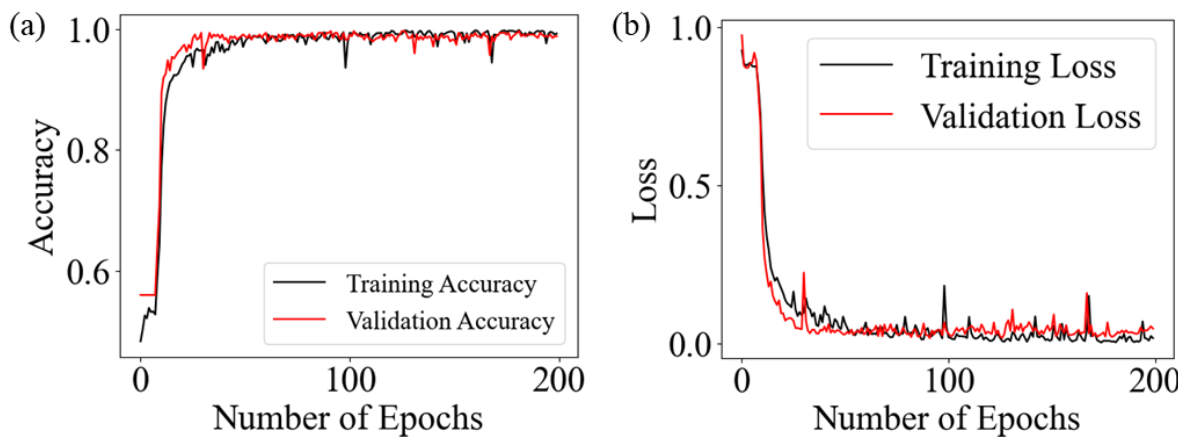 (a)
1.0
0.8
0.6
Accuracy
Training Accuracy
Validation Accuracy
0
100
200
Number of Epochs
(b)
1.0
0.5
0.0
Loss
Training Loss
Validation Loss
0
100
200
Number of Epochs